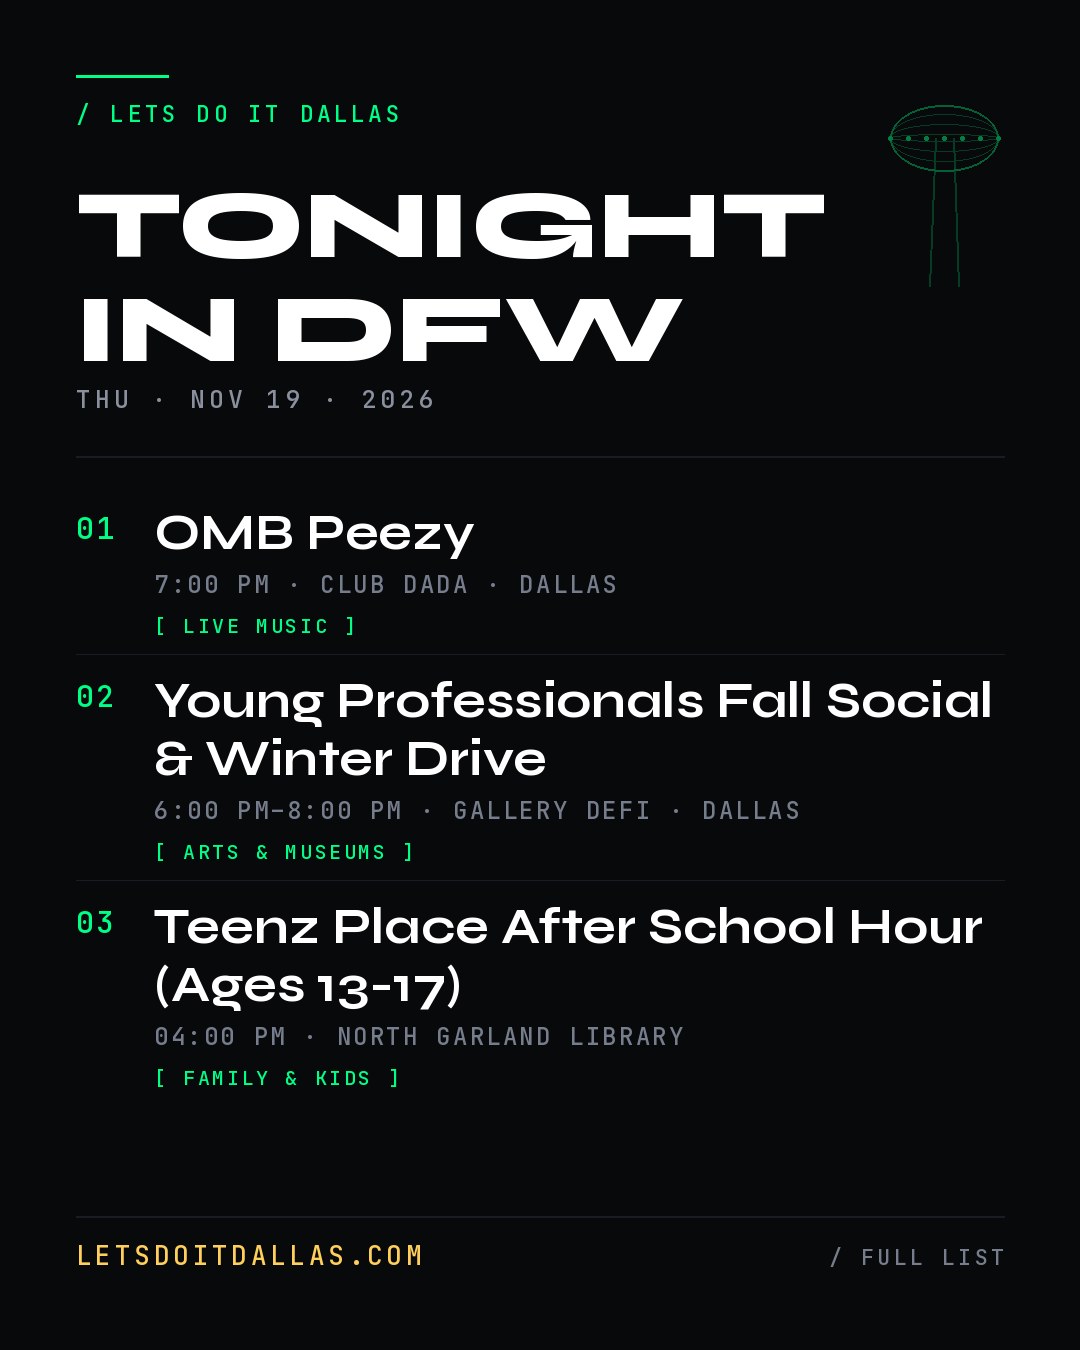 / LETS DO IT DALLAS
TONIGHT
IN DFW
THU · NOV 19 · 2026
01
OMB Peezy
7:00 PM · CLUB DADA · DALLAS
[ LIVE MUSIC ]
02
Young Professionals Fall Social
& Winter Drive
6:00 PM–8:00 PM · GALLERY DEFI · DALLAS
[ ARTS & MUSEUMS ]
03
Teenz Place After School Hour
(Ages 13-17)
04:00 PM · NORTH GARLAND LIBRARY
[ FAMILY & KIDS ]
LETSDOITDALLAS.COM
/ FULL LIST